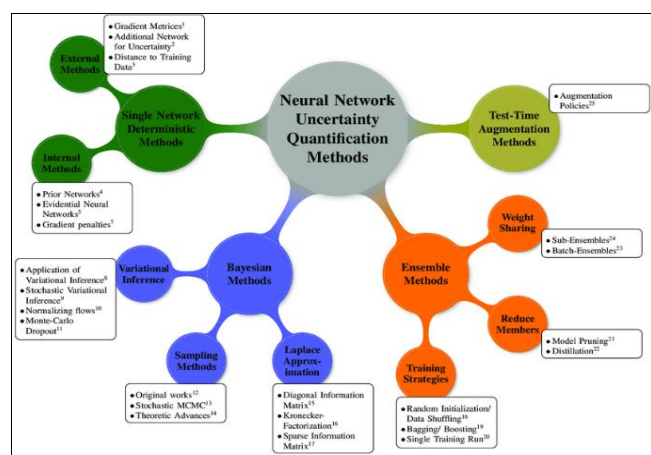 • Gradient Metrices¹
• Additional Network
for Uncertainty²
• Distance to Training
Data³
External
Methods
Single Network
Deterministic
Methods
Internal
Methods
• Prior Networks⁴
• Evidential Neural
Networks⁵
• Gradient penalties⁷
Neural Network
Uncertainty
Quantification
Methods
• Augmentation
Policies²⁵
Test-Time
Augmentation
Methods
Variational
Inference
• Application of
Variational Inference⁸
• Stochastic Variational
Inference⁹
• Normalizing flows¹⁰
• Monte-Carlo
Dropout¹¹
Bayesian
Methods
Sampling
Methods
• Original works¹²
• Stochastic MCMC¹³
• Theoretic Advances¹⁴
Laplace
Approx-
imation
• Diagonal Information
Matrix¹⁵
• Kronecker-
Factorization¹⁶
• Sparse Information
Matrix¹⁷
Ensemble
Methods
Weight
Sharing
• Sub-Ensembles²⁴
• Batch-Ensembles²³
Reduce
Members
• Model Pruning²¹
• Distillation²²
Training
Strategies
• Random Initialization/
Data Shuffling¹⁸
• Bagging/ Boosting¹⁹
• Single Training Run²⁰